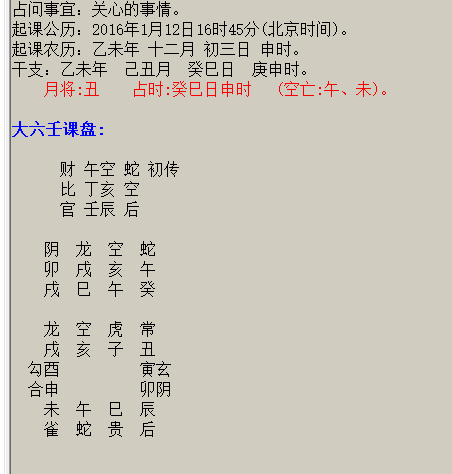 占问事宜: 关心的事情。
起课公历: 2016年1月12日16时45分(北京时间)。
起课农历: 乙未年 十二月 初三日 申时。
干支: 乙未年 己丑月 癸巳日 庚申时。
月将:丑 占时:癸巳日申时 (空亡:午、未)。
大六壬课盘:
财 午空 蛇 初传
比 丁亥 空
官 壬辰 后
阴 龙 空 蛇
卯 戌 亥 午
戌 巳 午 癸
龙 空 虎 常
戌 亥 子 丑
勾酉 寅玄
合申 卯阴
未 午 巳 辰
雀 蛇 贵 后